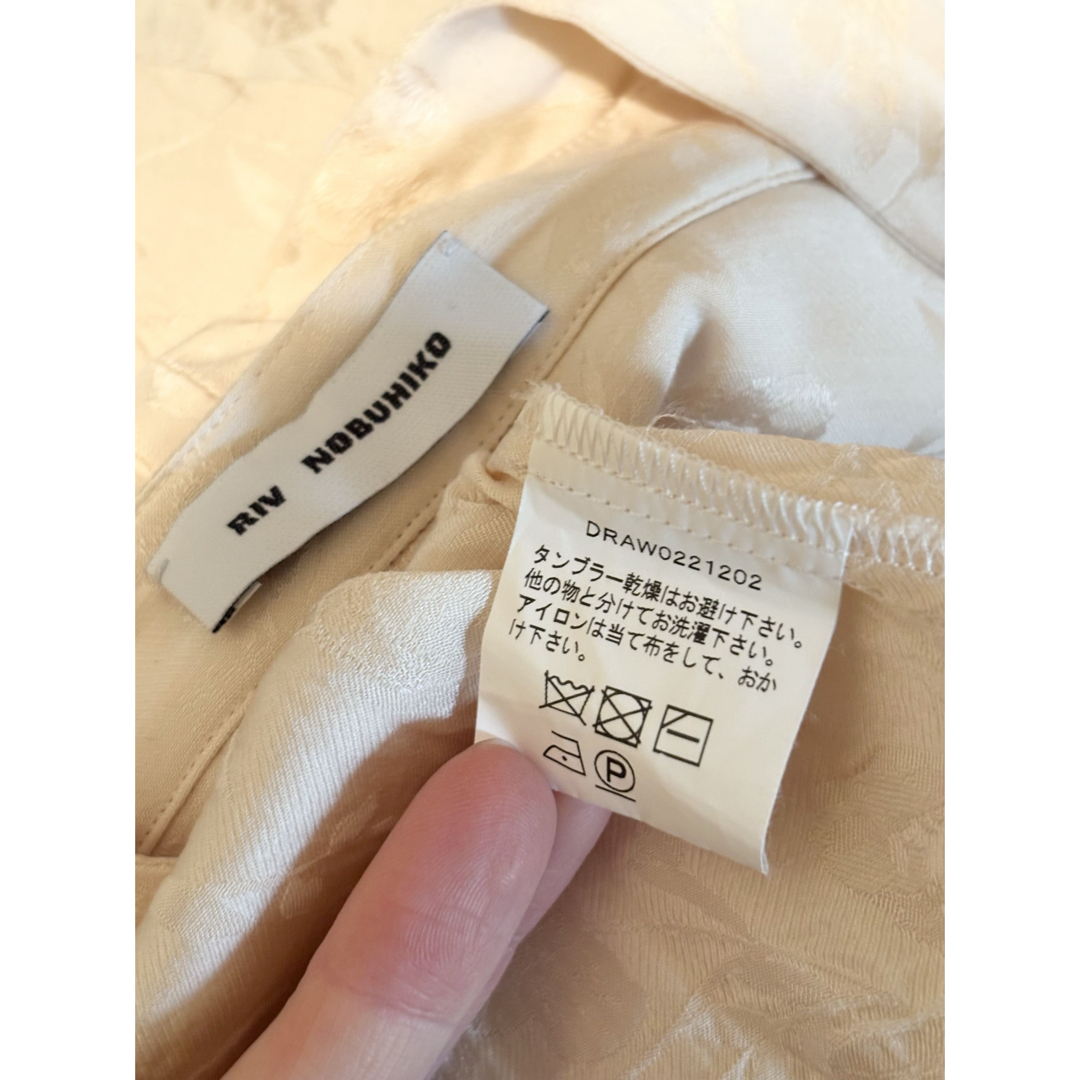 RIV NOBUHIKO
DRAW0221202
タンブラー乾燥はお避け下さい。
他の物と分けてお洗濯下さい。
アイロンは当て布をして、おか
け下さい。
P